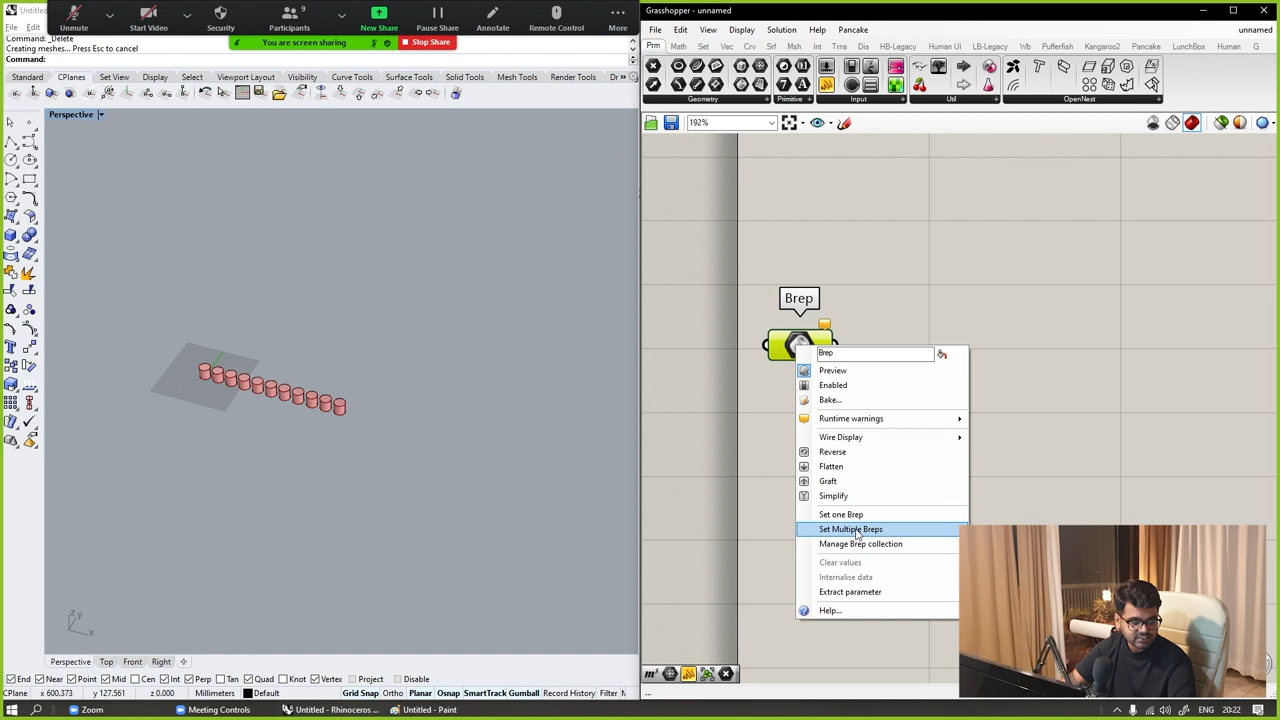 Untitled
File
Edit
_Delete
Creating meshes... Press Esc to cancel
Command:
Unmute
Start Video
Security
Participants
9
New Share
Pause Share
Annotate
Remote Control
More
You are screen sharing
Stop Share
Standard CPlanes Set View Display Select Viewport Layout Visibility Curve Tools Surface Tools Solid Tools Mesh Tools Render Tools Dr
Perspective
z
y
x
Perspective Top Front Right
End Near Point Mid Cen Int Perp Tan Quad Knot Vertex Project Disable
CPlane x 600.373 y 127.561 z 0.000 Millimeters Default Grid Snap Ortho Planar Osnap SmartTrack Gumball Record History Filter
Grasshopper - unnamed
File Edit View Display Solution Help Pancake
unnamed
Prm Math Set Vec Crv Srf Msh Int Trns Dis HB-Legacy Human UI LB-Legacy Wb Pufferfish Kangaroo2 Pancake LunchBox Human G
Geometry Primitive Input Util OpenNest
192%
Brep
Brep
Preview
Enabled
Bake...
Runtime warnings
Wire Display
Reverse
Flatten
Graft
Simplify
Set one Brep
Set Multiple Breps
Manage Brep collection
Clear values
Internalise data
Extract parameter
Help...
...
Zoom
Meeting Controls
Untitled - Rhinoceros ...
Untitled - Paint
ENG
20:22